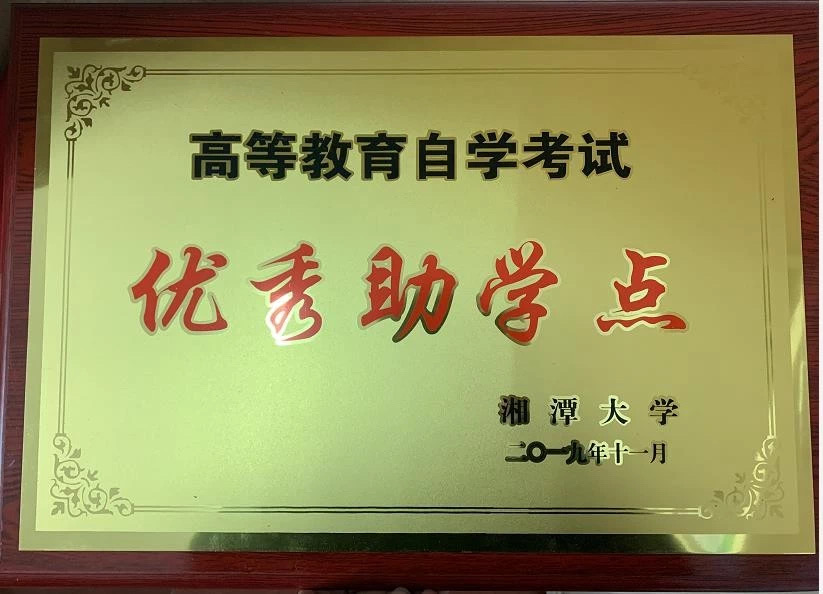 高等教育自学考试
优秀助学点
湘潭大学
二〇一九年十一月